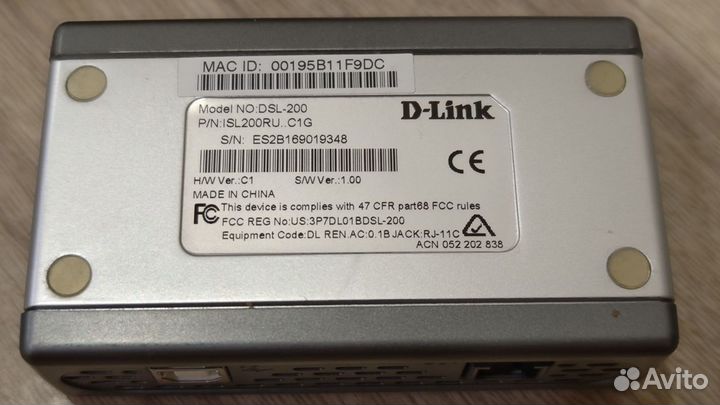 MAC ID: 00195B11F9DC
Model NO:DSL-200
D-Link
P/N:ISL200RU..C1G
S/N: ES2B169019348
CE
H/W Ver.:C1 S/W Ver.:1.00
MADE IN CHINA
FC This device is complies with 47 CFR part68 FCC rules
FCC REG No:US:3P7DL01BDSL-200
Equipment Code:DL REN.AC:0.1B JACK:RJ-11C
ACN 052 202 838
Avito